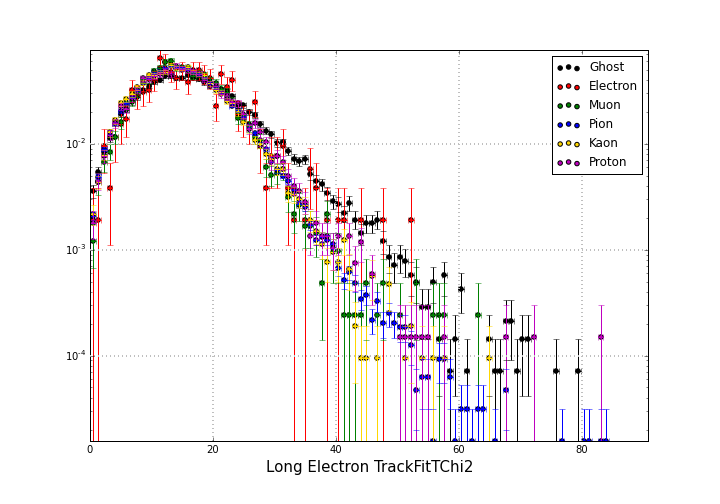 Ghost
Electron
Muon
Pion
Kaon
Proton
10^-2
10^-3
10^-4
0 20 40 60 80
Long Electron TrackFitTChi2